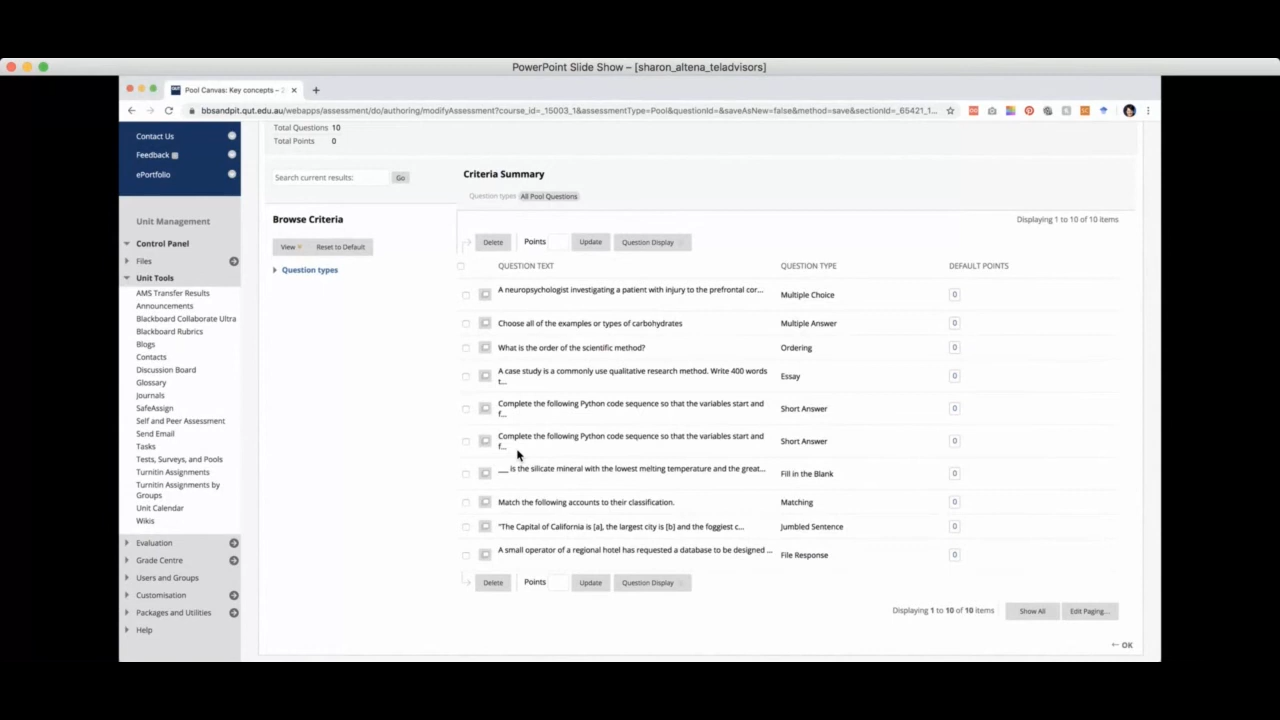 PowerPoint Slide Show – [sharon_altena_teladvisors]
Pool Canvas: Key concepts – 2
bbsandpit.qut.edu.au/webapps/assessment/do/authoring/modifyAssessment?course_id=_15003_1&assessmentType=Pool&questionId=&saveAsNew=false&method=save&sectionId=_65421_1...
Contact Us
Feedback
ePortfolio
Unit Management
Control Panel
Files
Unit Tools
AMS Transfer Results
Announcements
Blackboard Collaborate Ultra
Blackboard Rubrics
Blogs
Contacts
Discussion Board
Glossary
Journals
SafeAssign
Self and Peer Assessment
Send Email
Tasks
Tests, Surveys, and Pools
Turnitin Assignments
Turnitin Assignments by
Groups
Unit Calendar
Wikis
Evaluation
Grade Centre
Users and Groups
Customisation
Packages and Utilities
Help
Total Questions 10
Total Points 0
Search current results: Go
Browse Criteria
View Reset to Default
Question types
Criteria Summary
Question types All Pool Questions
Displaying 1 to 10 of 10 items
Delete Points Update Question Display
QUESTION TEXT QUESTION TYPE DEFAULT POINTS
A neuropsychologist investigating a patient with injury to the prefrontal cor... Multiple Choice 0
Choose all of the examples or types of carbohydrates Multiple Answer 0
What is the order of the scientific method? Ordering 0
A case study is a commonly use qualitative research method. Write 400 words
t... Essay 0
Complete the following Python code sequence so that the variables start and
f... Short Answer 0
Complete the following Python code sequence so that the variables start and
f... Short Answer 0
___ is the silicate mineral with the lowest melting temperature and the great... Fill in the Blank 0
Match the following accounts to their classification. Matching 0
"The Capital of California is [a], the largest city is [b] and the foggiest c... Jumbled Sentence 0
A small operator of a regional hotel has requested a database to be designed ... File Response 0
Delete Points Update Question Display
Displaying 1 to 10 of 10 items Show All Edit Paging...
← OK